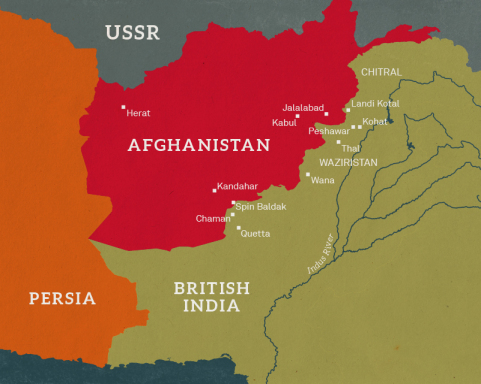 USSR
CHITRAL
Herat
Jalalabad
Landi Kotal
Kabul
Kohat
Peshawar
AFGHANISTAN
Thal
WAZIRISTAN
Wana
Kandahar
Spin Baldak
Chaman
Quetta
Indus River
BRITISH
INDIA
PERSIA